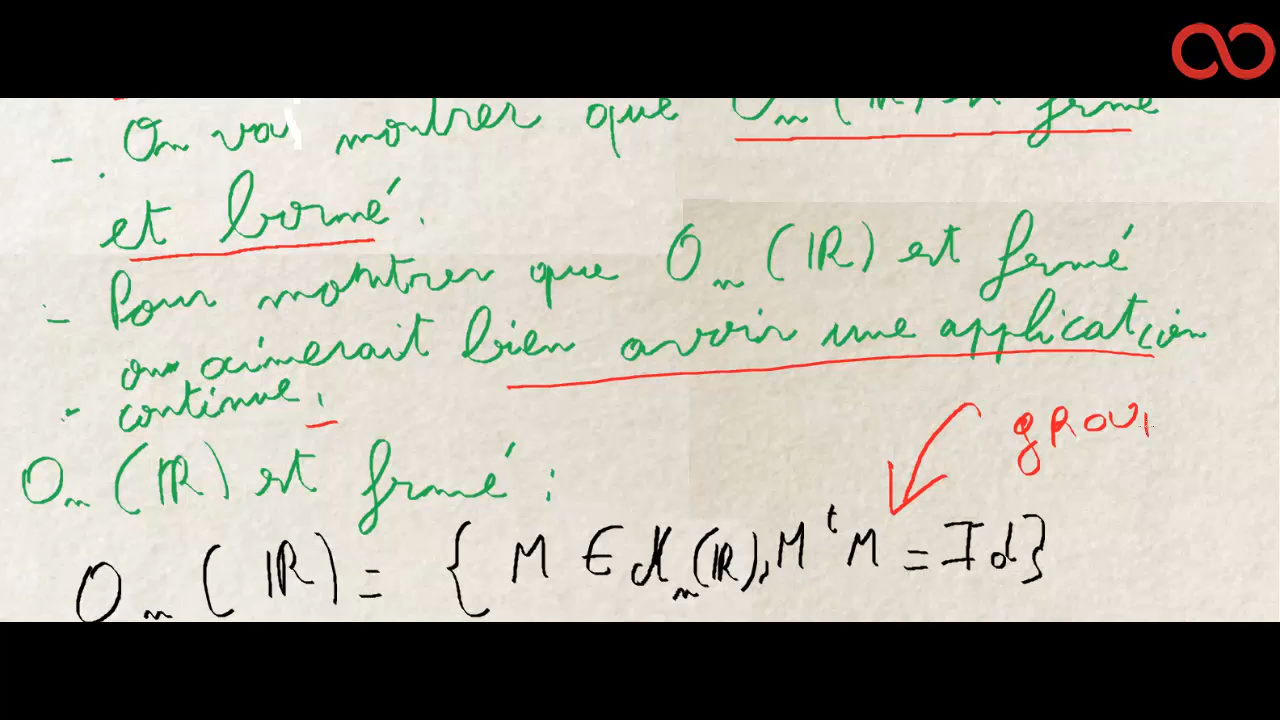 - On va montrer que On(ℝ) est fermé
et borné.
- Pour montrer que On(ℝ) est fermé
on aimerait bien avoir une application
- continue.
On(ℝ) est fermé :
gROUP
On(ℝ) = { M ∈ Mn(ℝ), M ᵗM = Id}